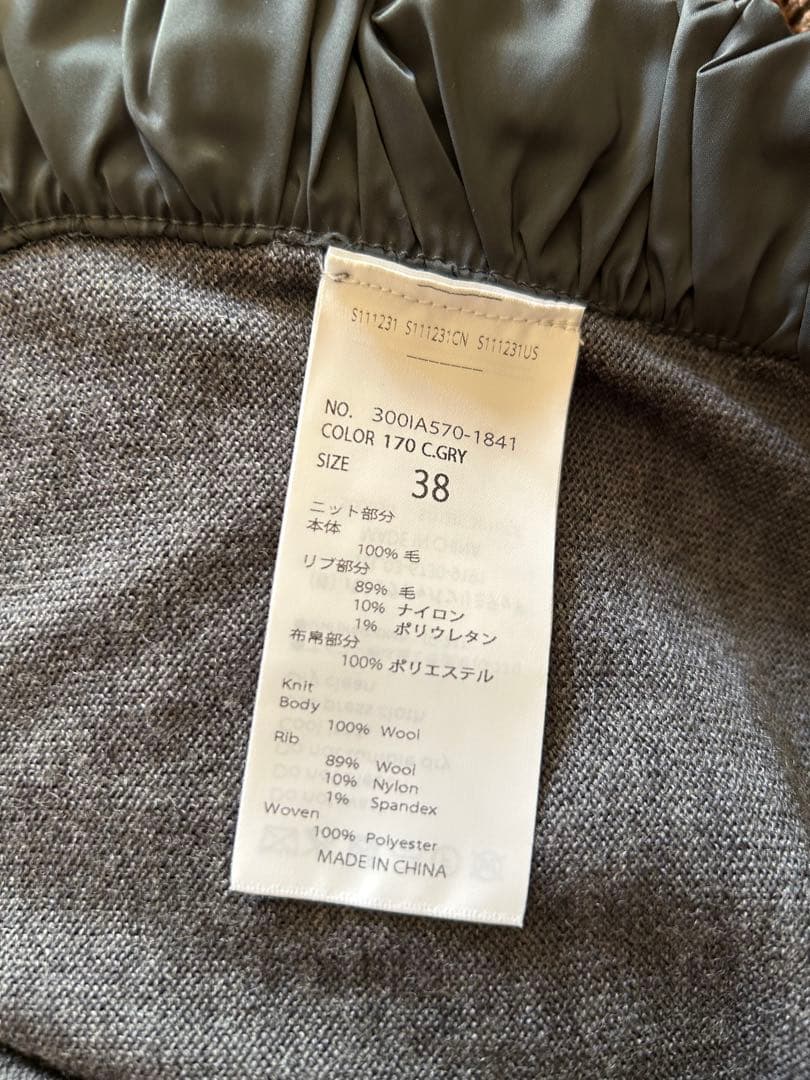 S111231 S111231CN S111231US
NO. 300IA570-1841
COLOR 170 C.GRY
SIZE 38
ニット部分
本体
100% 毛
リブ部分
89% 毛
10% ナイロン
1% ポリウレタン
布帛部分
100% ポリエステル
Knit
Body
100% Wool
Rib
89% Wool
10% Nylon
1% Spandex
Woven
100% Polyester
MADE IN CHINA